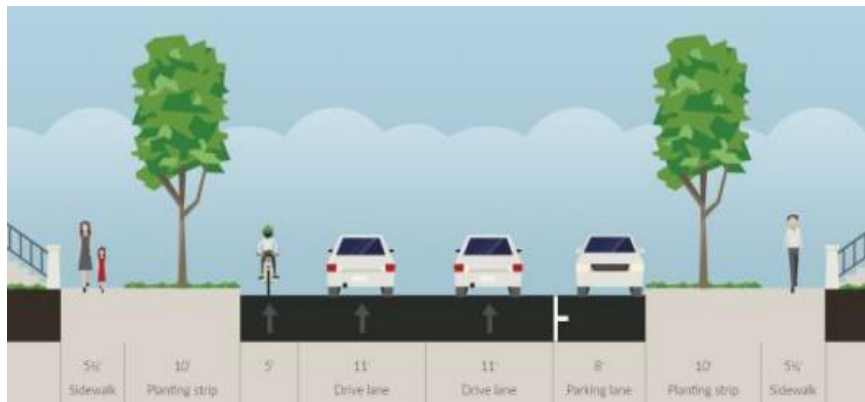 5½' 10' 5' 11' 11' 8' 10' 5½'
Sidewalk Planting strip Drive lane Drive lane Parking lane Planting strip Sidewalk